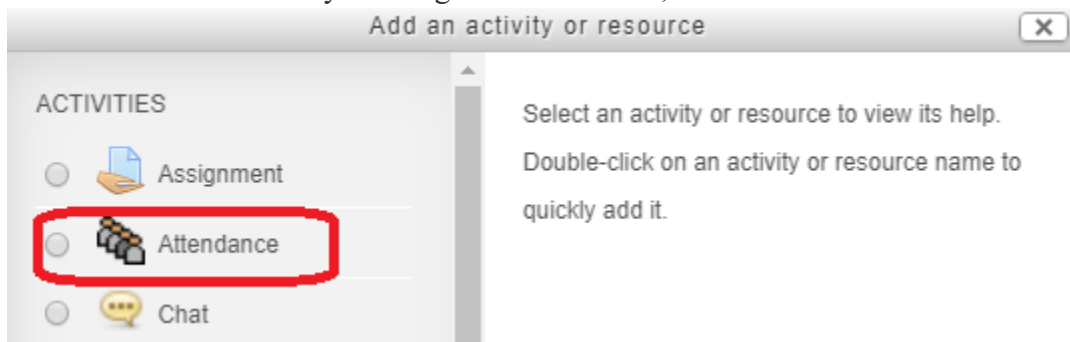 Add an activity or resource
ACTIVITIES
Assignment
Attendance
Chat
Select an activity or resource to view its help.
Double-click on an activity or resource name to
quickly add it.